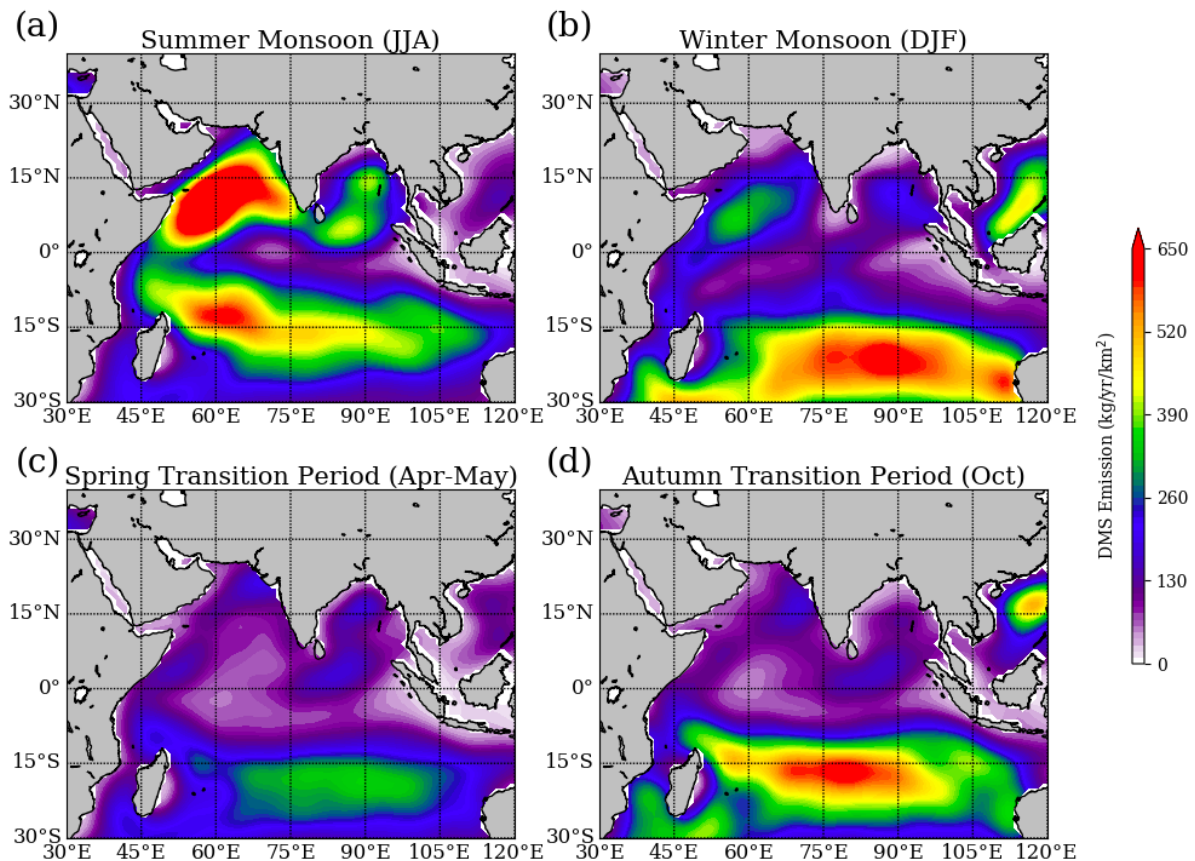 (a)
Summer Monsoon (JJA)
30°N
15°N
0°
15°S
30°S
30°E 45°E 60°E 75°E 90°E 105°E 120°E
(b)
Winter Monsoon (DJF)
30°N
15°N
0°
15°S
30°S
30°E 45°E 60°E 75°E 90°E 105°E 120°E
(c)
Spring Transition Period (Apr-May)
30°N
15°N
0°
15°S
30°S
30°E 45°E 60°E 75°E 90°E 105°E 120°E
(d)
Autumn Transition Period (Oct)
30°N
15°N
0°
15°S
30°S
30°E 45°E 60°E 75°E 90°E 105°E 120°E
DMS Emission (kg/yr/km²)
650
520
390
260
130
0